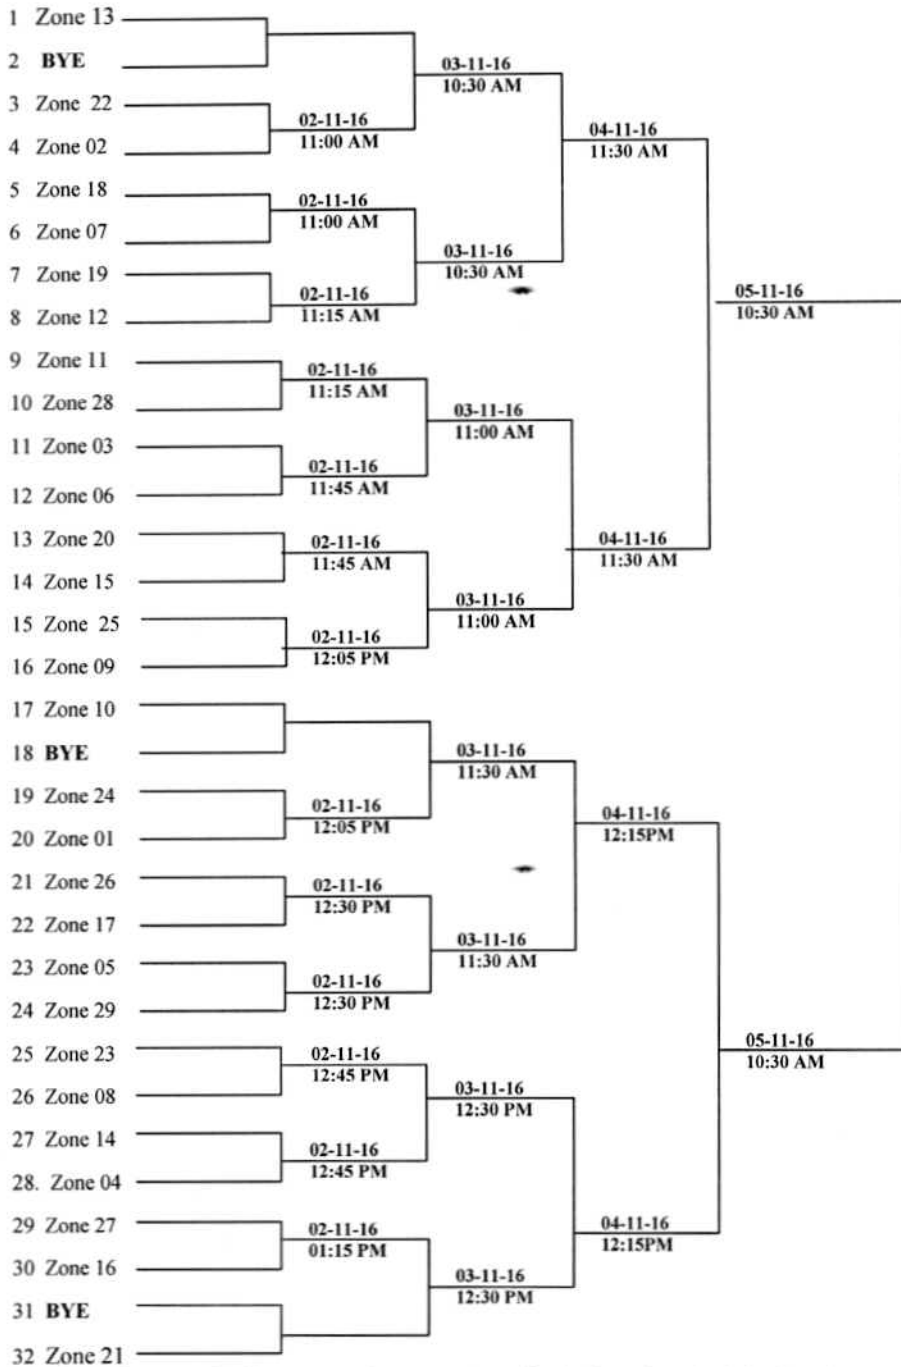 1 Zone 13
2 BYE
3 Zone 22
4 Zone 02
5 Zone 18
6 Zone 07
7 Zone 19
8 Zone 12
9 Zone 11
10 Zone 28
11 Zone 03
12 Zone 06
13 Zone 20
14 Zone 15
15 Zone 25
16 Zone 09
17 Zone 10
18 BYE
19 Zone 24
20 Zone 01
21 Zone 26
22 Zone 17
23 Zone 05
24 Zone 29
25 Zone 23
26 Zone 08
27 Zone 14
28. Zone 04
29 Zone 27
30 Zone 16
31 BYE
32 Zone 21
02-11-16
11:00 AM
02-11-16
11:00 AM
02-11-16
11:15 AM
02-11-16
11:15 AM
02-11-16
11:45 AM
02-11-16
11:45 AM
02-11-16
12:05 PM
02-11-16
12:05 PM
02-11-16
12:30 PM
02-11-16
12:30 PM
02-11-16
12:45 PM
02-11-16
12:45 PM
02-11-16
01:15 PM
03-11-16
10:30 AM
03-11-16
10:30 AM
03-11-16
11:00 AM
03-11-16
11:00 AM
03-11-16
11:30 AM
03-11-16
11:30 AM
03-11-16
12:30 PM
03-11-16
12:30 PM
04-11-16
11:30 AM
04-11-16
11:30 AM
04-11-16
12:15PM
04-11-16
12:15PM
05-11-16
10:30 AM
05-11-16
10:30 AM